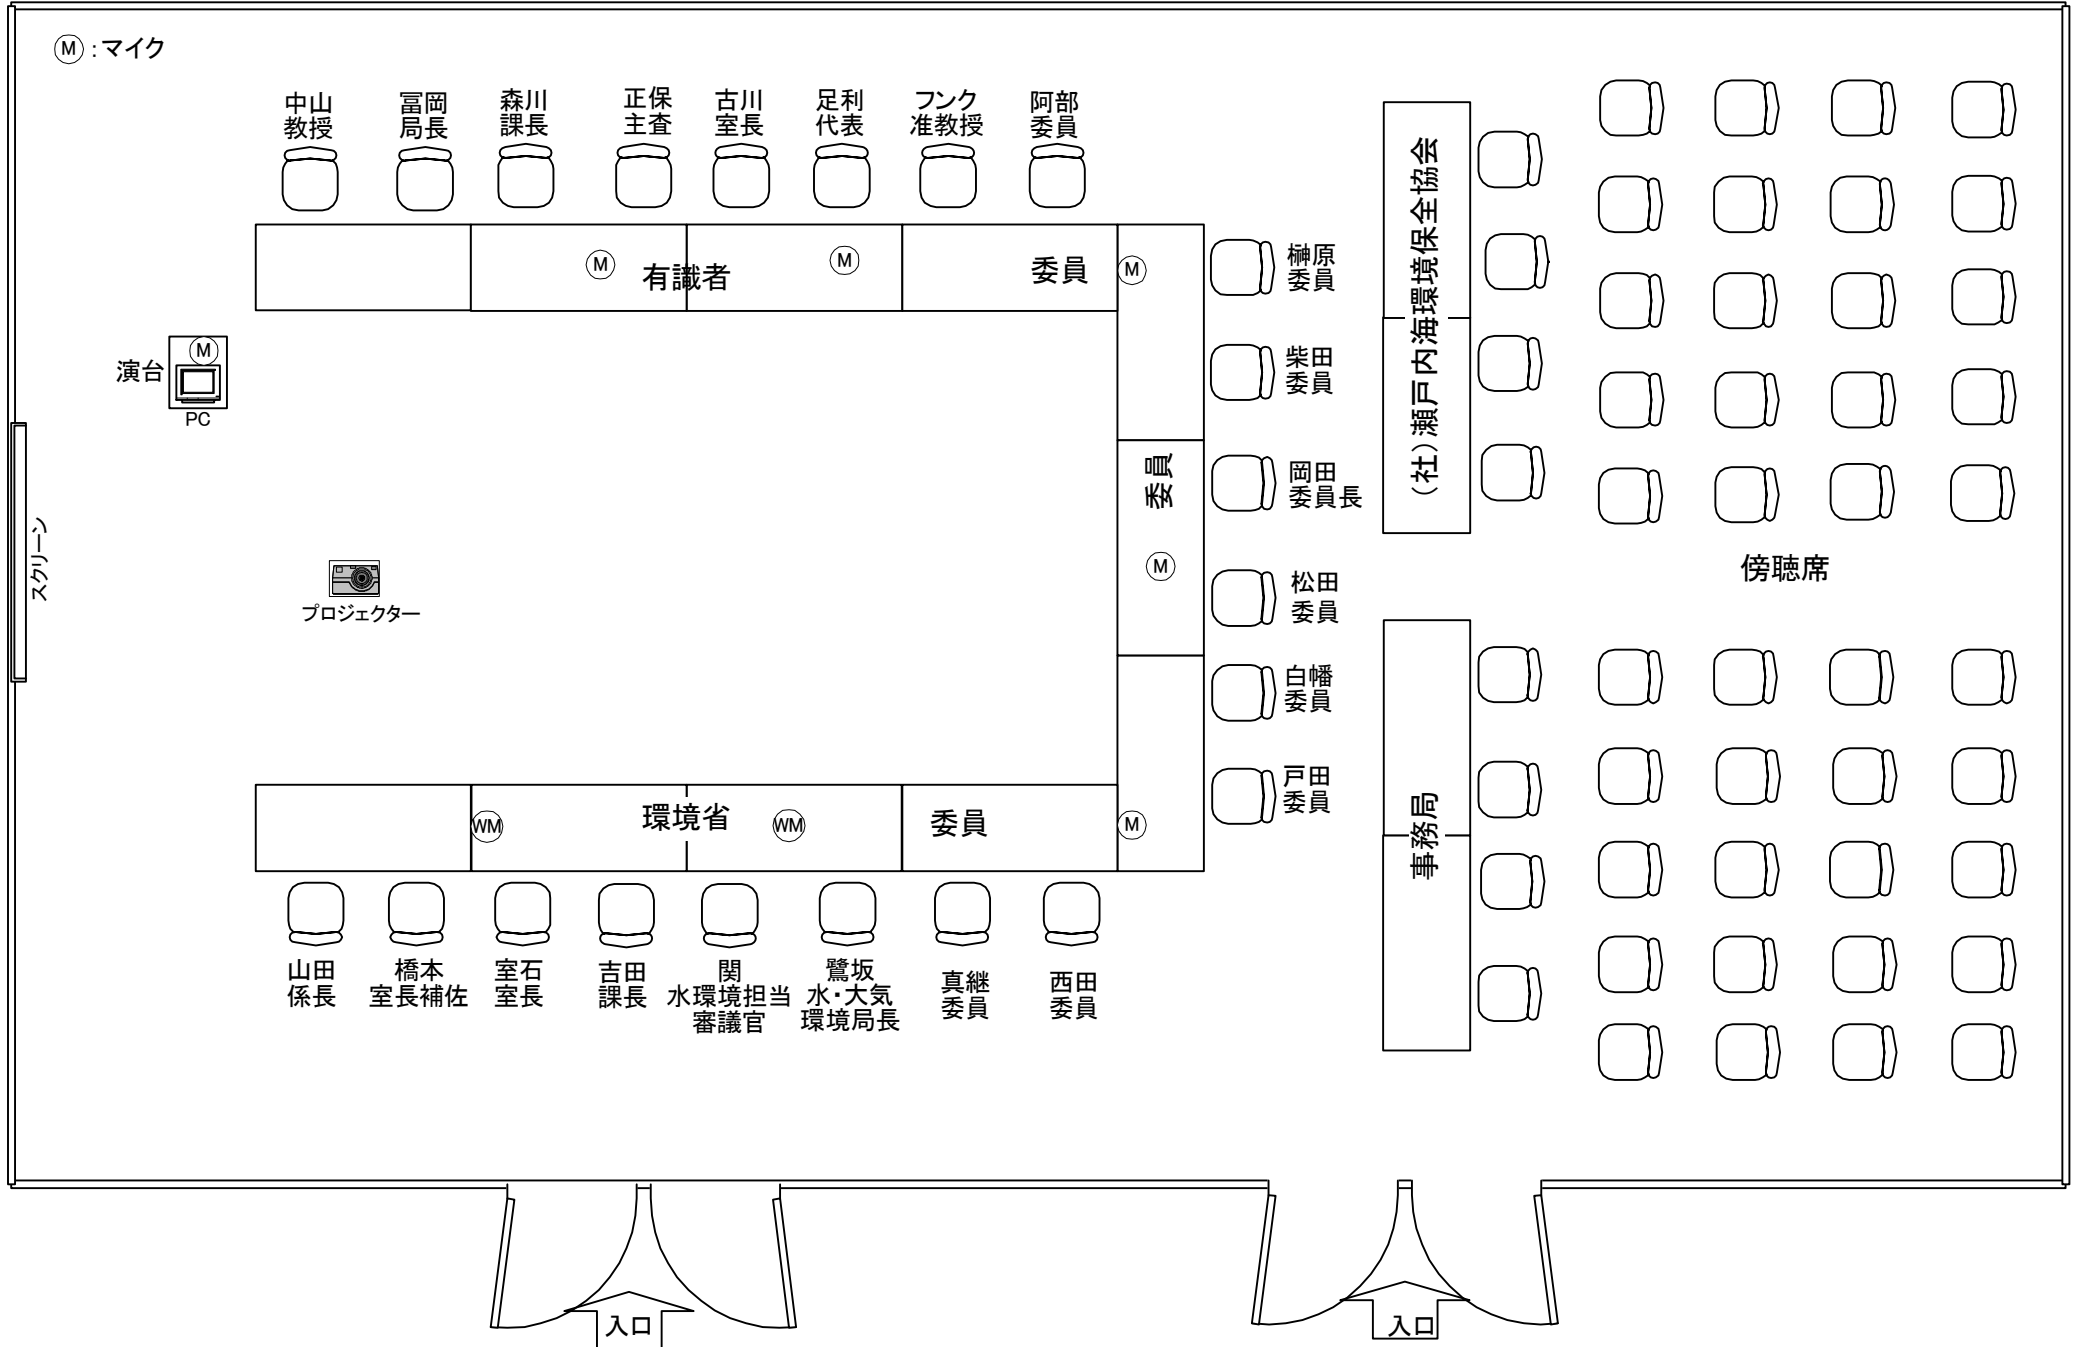 M：マイク
中山
教授
冨岡
局長
森川
課長
正保
主査
古川
室長
足利
代表
フンク
准教授
阿部
委員
M
有識者
M
委員
M
榊原
委員
柴田
委員
岡田
委員長
松田
委員
白幡
委員
戸田
委員
委員
M
演台
M
PC
スクリーン
プロジェクター
WM
環境省
WM
委員
M
山田
係長
橋本
室長補佐
室石
室長
吉田
課長
関
水環境担当
審議官
鷺坂
水・大気
環境局長
真継
委員
西田
委員
（社）瀬戸内海環境保全協会
事務局
傍聴席
入口
入口